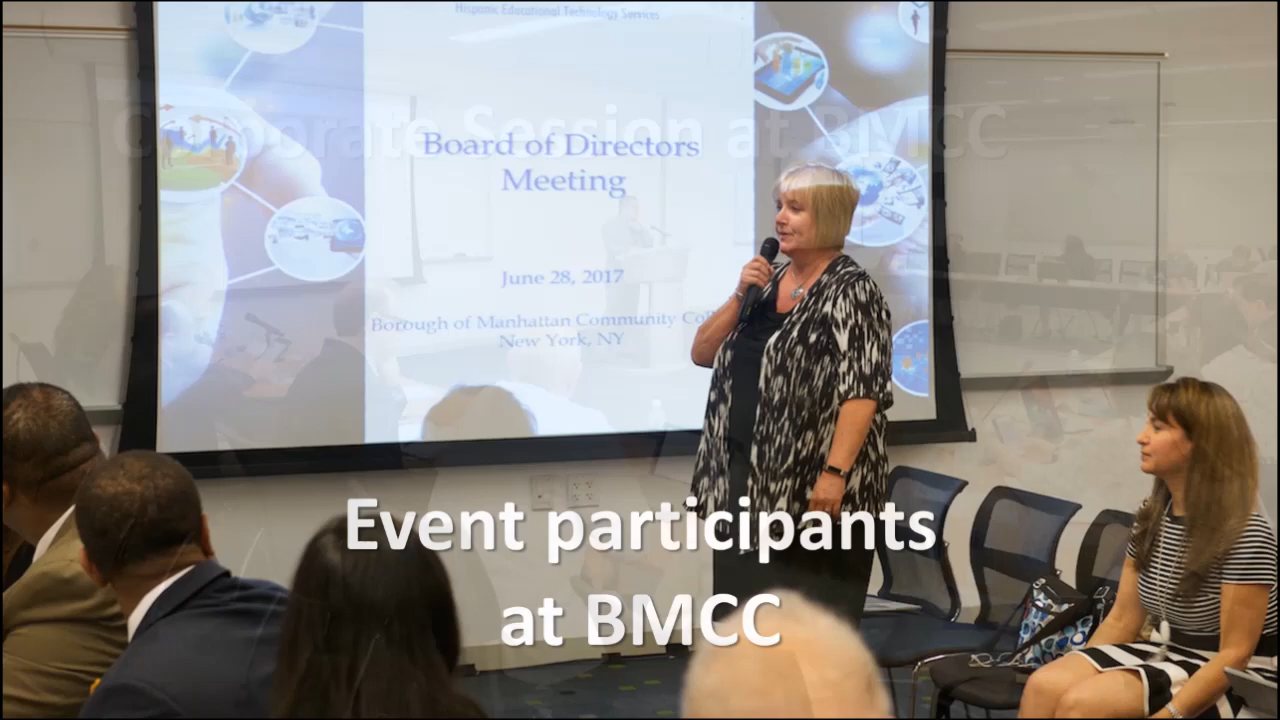 Hispanic Educational Technology Services
Corporate Session at BMCC
Board of Directors
Meeting
June 28, 2017
Borough of Manhattan Community Col
New York, NY
Event participants
at BMCC